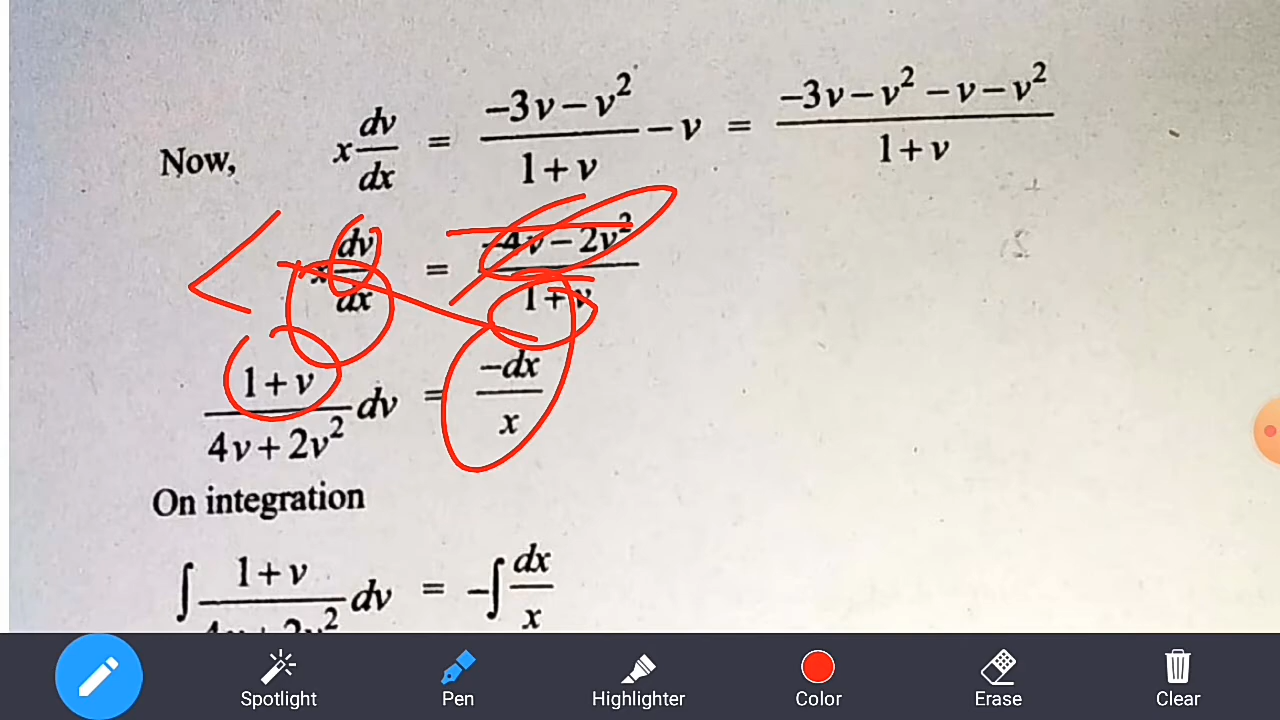 Now, x dv/dx = (-3v - v²)/(1 + v) - v = (-3v - v² - v - v²)/(1 + v)
x dv/dx = (-4v - 2v²)/(1 + v)
(1 + v)/(4v + 2v²) dv = -dx/x
On integration
∫ (1 + v)/(4v + 2v²) dv = -∫ dx/x
Spotlight Pen Highlighter Color Erase Clear